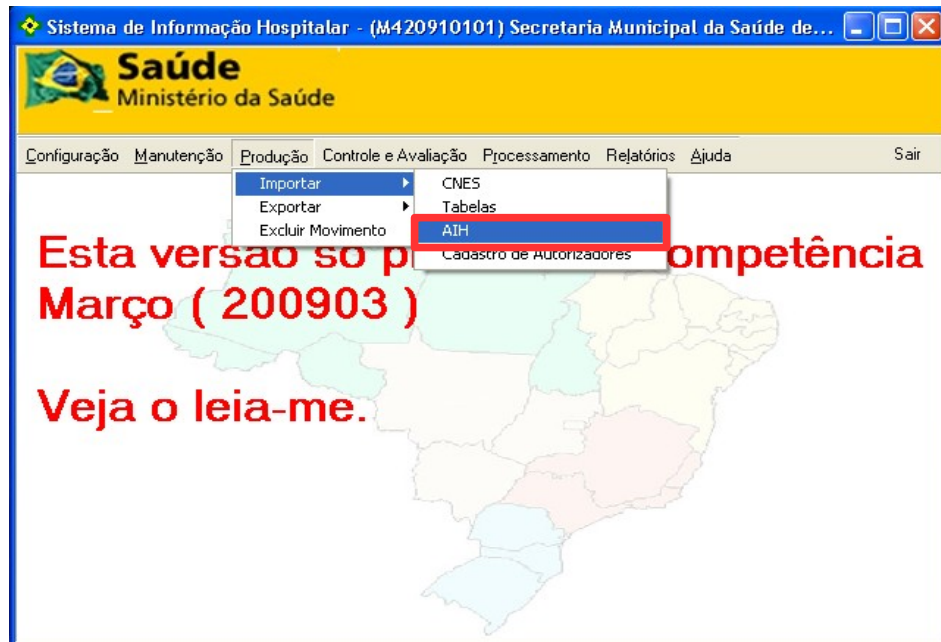 Sistema de Informação Hospitalar - (M420910101) Secretaria Municipal da Saúde de...
Saúde
Ministério da Saúde
Configuração Manutenção Produção Controle e Avaliação Processamento Relatórios Ajuda Sair
Importar
Exportar
Excluir Movimento
CNES
Tabelas
AIH
Cadastro de Autorizadores
Esta versão só p ompetência
Março ( 200903 )
Veja o leia-me.